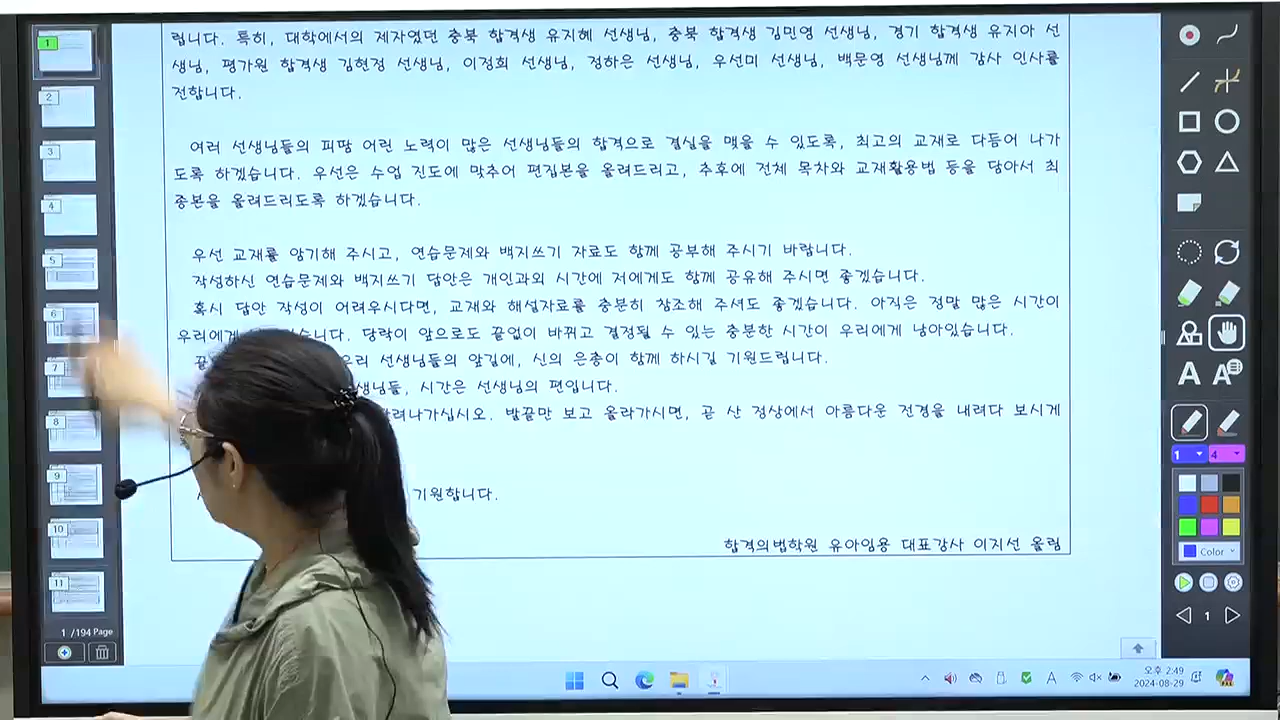 립니다. 특히, 대학에서의 제자였던 충북 합격생 유지혜 선생님, 충북 합격생 김민영 선생님, 경기 합격생 유지아 선
생님, 평가원 합격생 김현정 선생님, 이정희 선생님, 정하은 선생님, 우선미 선생님, 백문영 선생님께 감사 인사를
전합니다.
여러 선생님들의 피땀 어린 노력이 많은 선생님들의 합격으로 결실을 맺을 수 있도록, 최고의 교재로 다듬어 나가
도록 하겠습니다. 우선은 수업 진도에 맞추어 편집본을 올려드리고, 추후에 전체 목차와 교재활용법 등을 담아서 최
종본을 올려드리도록 하겠습니다.
우선 교재를 암기해 주시고, 연습문제와 백지쓰기 자료도 함께 공부해 주시기 바랍니다.
작성하신 연습문제와 백지쓰기 답안은 개인과외 시간에 저에게도 함께 공유해 주시면 좋겠습니다.
혹시 답안 작성이 어려우시다면, 교재와 해설자료를 충분히 참조해 주셔도 좋겠습니다. 아직은 정말 많은 시간이
우리에게 습니다. 당락이 앞으로도 끝없이 바뀌고 결정될 수 있는 충분한 시간이 우리에게 남아있습니다.
우리 선생님들의 앞길에, 신의 은총이 함께 하시길 기원드립니다.
생님들, 시간은 선생님의 편입니다.
려나가십시오. 발끝만 보고 올라가시면, 곧 산 정상에서 아름다운 전경을 내려다 보시게
기원합니다.
합격의법학원 유아임용 대표강사 이지선 올림
1
2
3
4
5
6
7
8
9
10
11
1 /194 Page
A A
1 4
Color
1
A
오후 2:49
2024-08-29